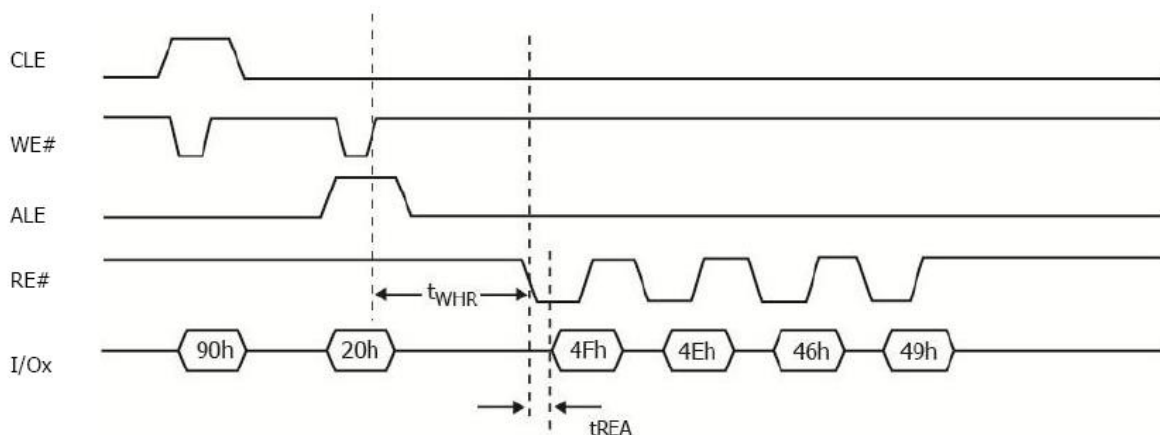 CLE
WE#
ALE
RE#
tWHR
I/Ox
90h 20h 4Fh 4Eh 46h 49h
tREA